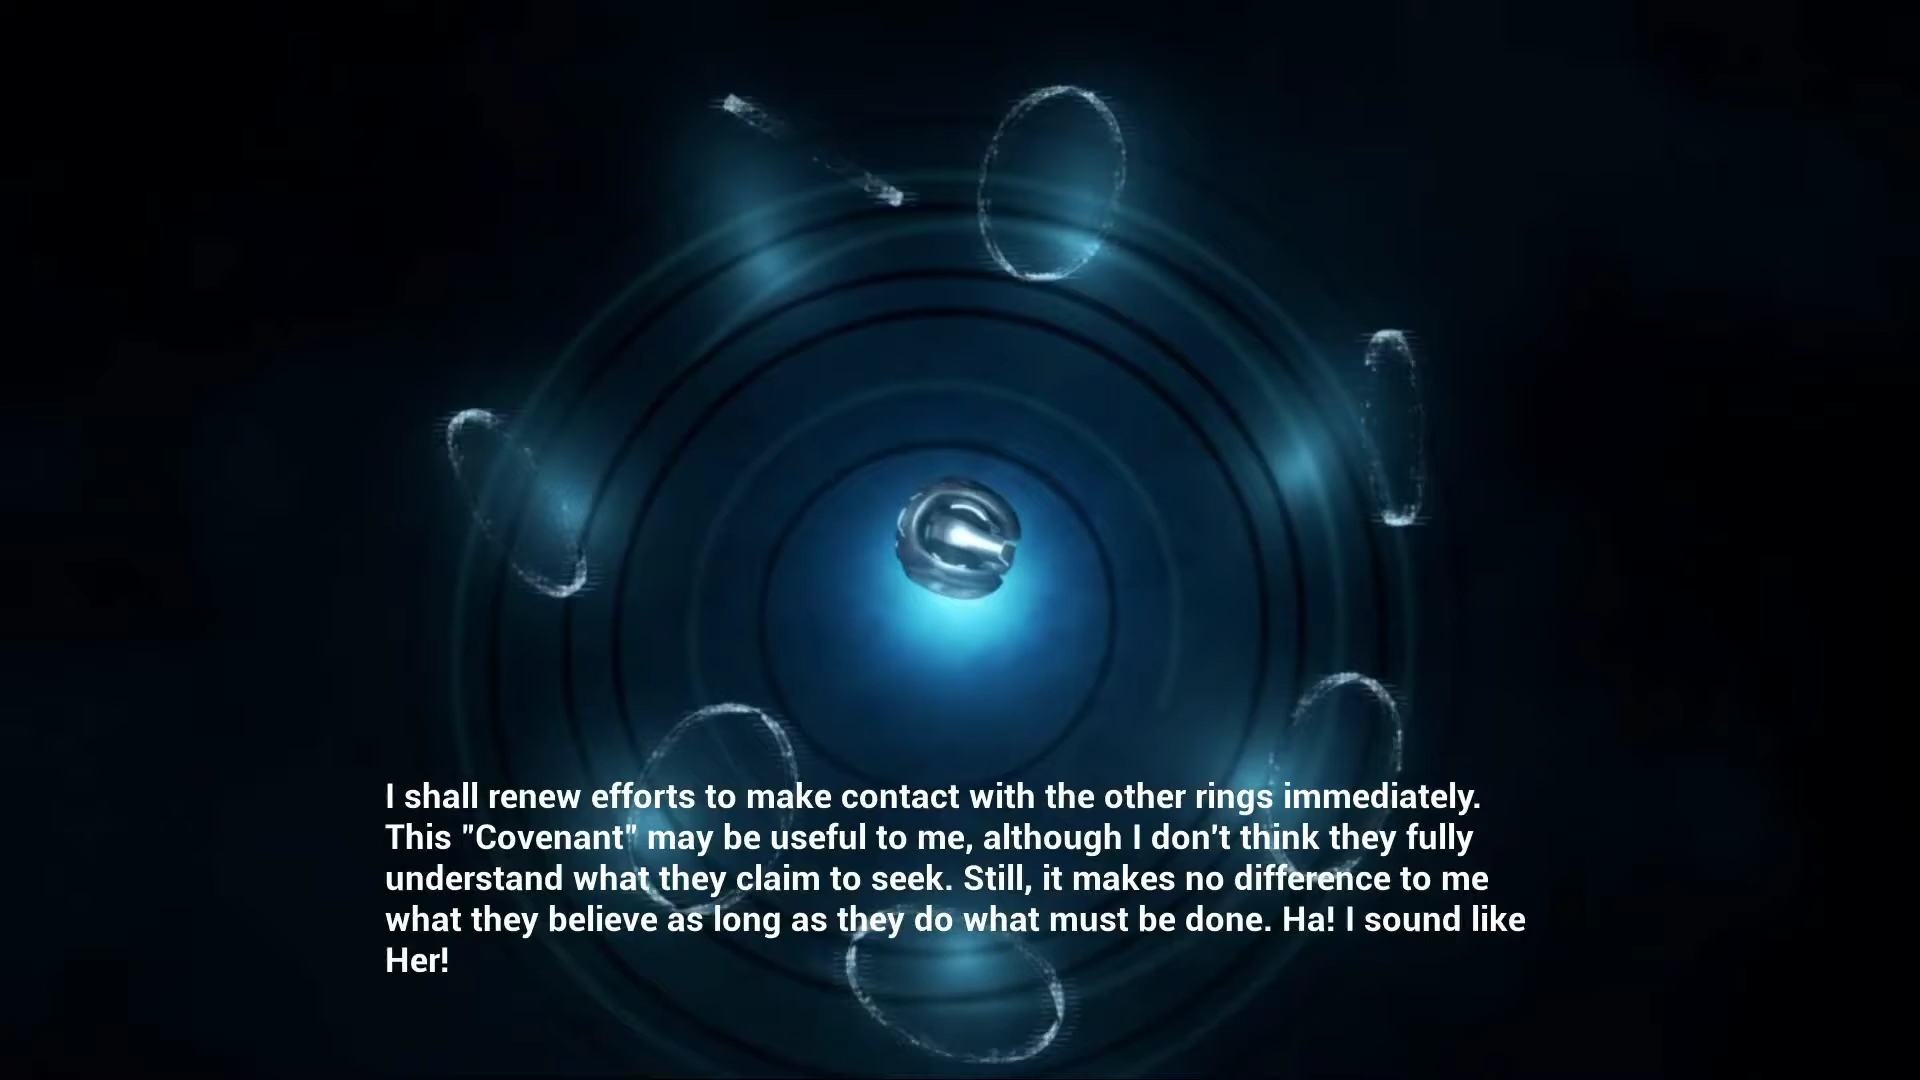 I shall renew efforts to make contact with the other rings immediately.
This "Covenant" may be useful to me, although I don't think they fully
understand what they claim to seek. Still, it makes no difference to me
what they believe as long as they do what must be done. Ha! I sound like
Her!